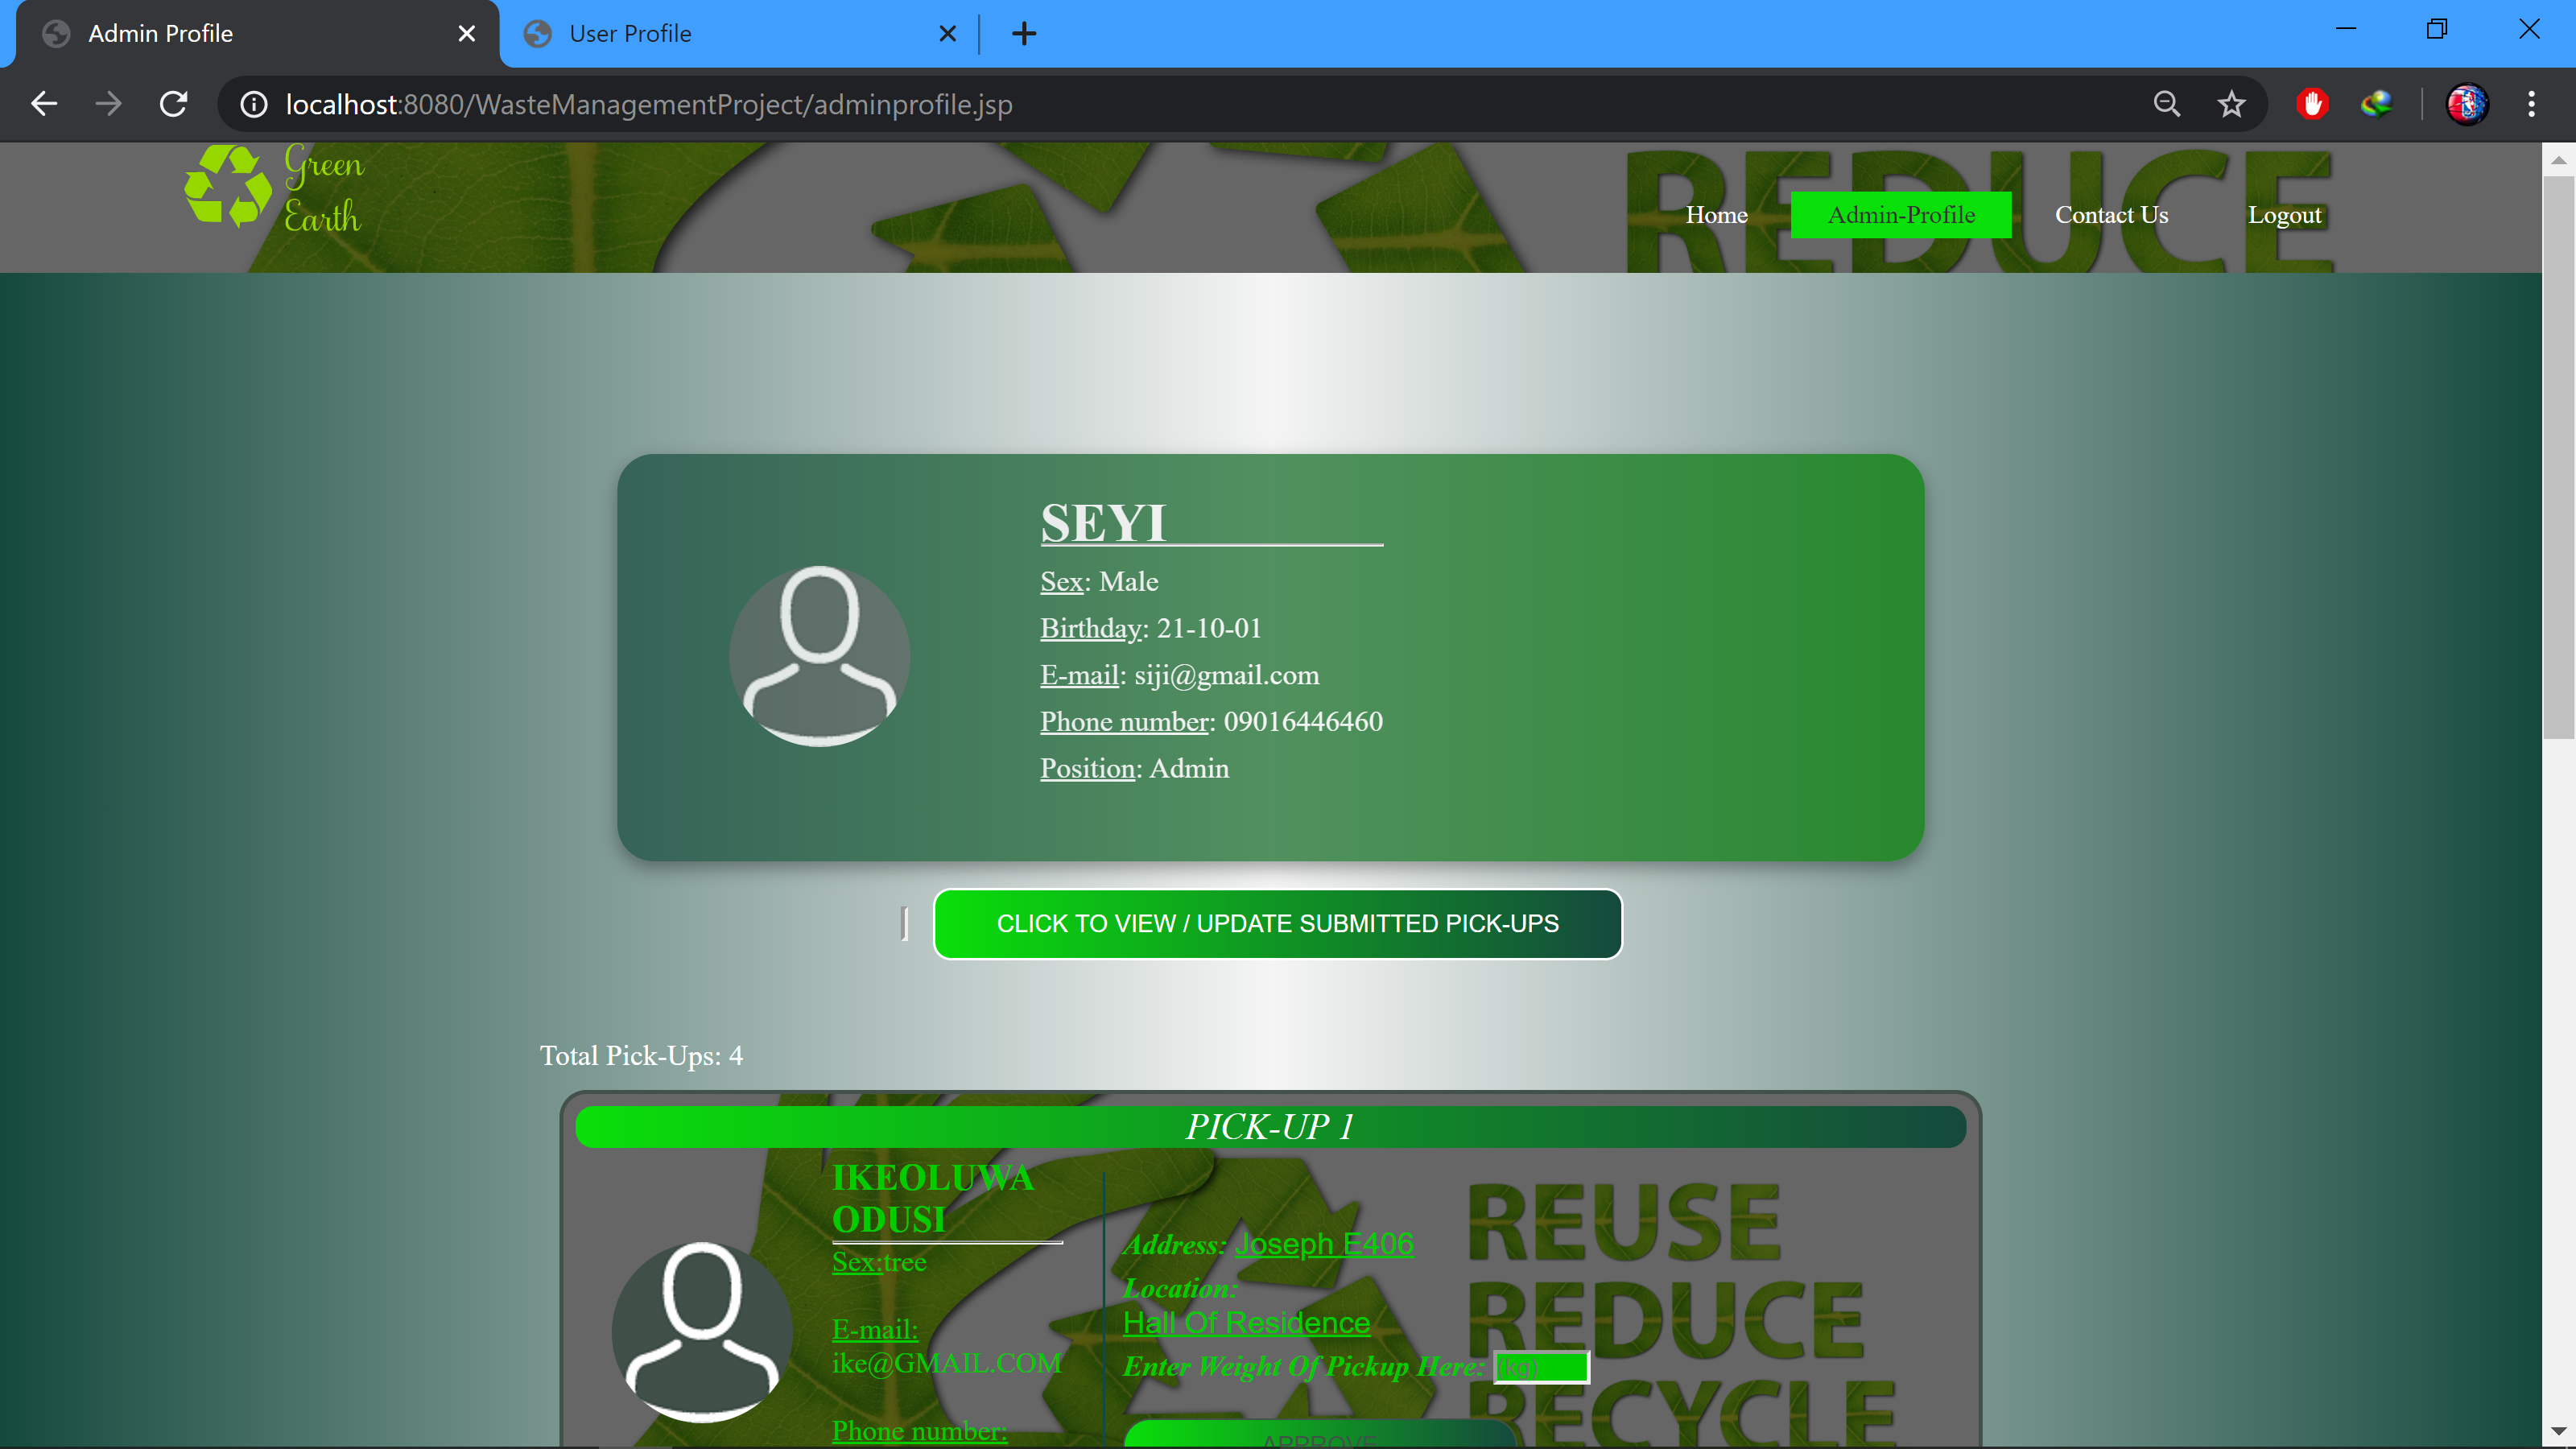 Admin Profile
User Profile
localhost:8080/WasteManagementProject/adminprofile.jsp
Green
Earth
REDUCE
Home
Admin-Profile
Contact Us
Logout
SEYI
Sex: Male
Birthday: 21-10-01
E-mail: siji@gmail.com
Phone number: 09016446460
Position: Admin
CLICK TO VIEW / UPDATE SUBMITTED PICK-UPS
Total Pick-Ups: 4
PICK-UP 1
IKEOLUWA
ODUSI
Sex:tree
E-mail:
ike@GMAIL.COM
Phone number:
Address: Joseph E406
Location:
Hall Of Residence
Enter Weight Of Pickup Here: (kg)
APPROVE
REUSE
REDUCE
RECYCLE